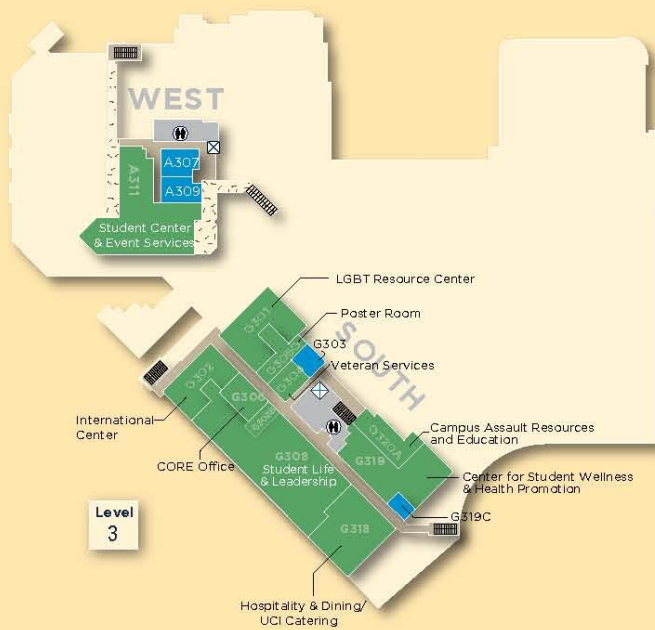 WEST
A307
A309
A311
Student Center
& Event Services
LGBT Resource Center
Poster Room
SOUTH
G303
Veteran Services
G301
G304
G302
G306
International
Center
CORE Office
G308
Student Life
& Leadership
G320A
G319
Campus Assault Resources
and Education
Center for Student Wellness
& Health Promotion
G319C
G318
Level
3
Hospitality & Dining/
UCI Catering